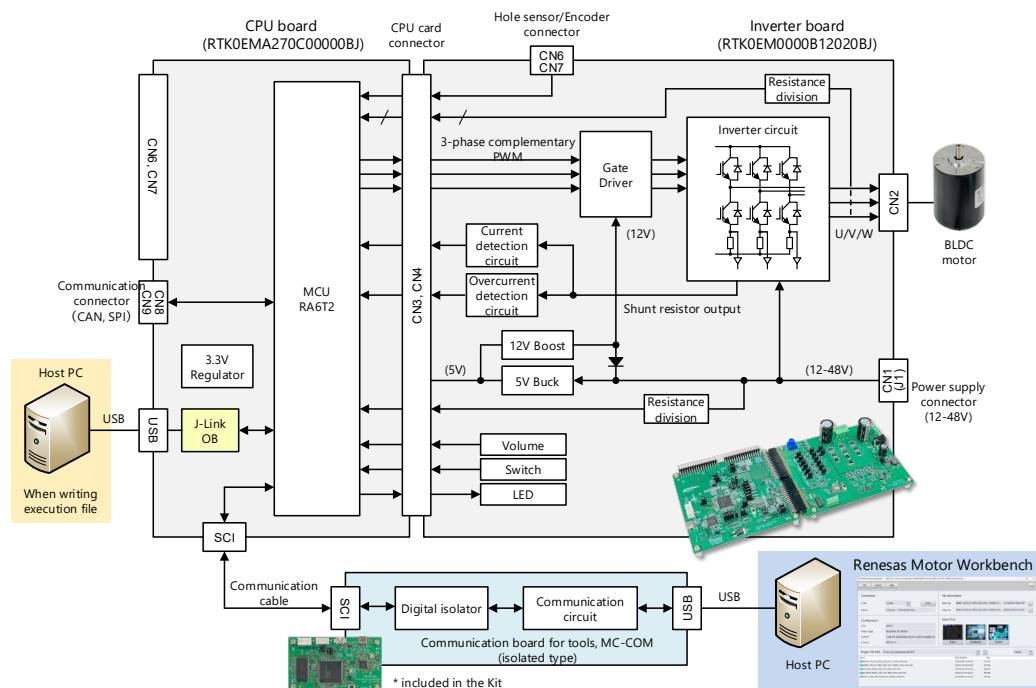 CPU board
(RTK0EMA270C00000BJ)
CPU card
connector
Hole sensor/Encoder
connector
Inverter board
(RTK0EM0000B12020BJ)
CN6
CN7
Resistance
division
CN6, CN7
3-phase complementary
PWM
Gate
Driver
Inverter circuit
CN2
U/V/W
BLDC
motor
(12V)
Current
detection
circuit
Overcurrent
detection
circuit
Shunt resistor output
MCU
RA6T2
CN3, CN4
Communication
connector
(CAN, SPI)
CN8
CN9
3.3V
Regulator
12V Boost
(5V)
5V Buck
(12-48V)
CN1
(J1)
Power supply
connector
(12-48V)
Resistance
division
Host PC
USB
USB
J-Link
OB
When writing
execution file
Volume
Switch
LED
SCI
Communication
cable
SCI
Digital isolator
Communication
circuit
USB
USB
Communication board for tools, MC-COM
(isolated type)
* included in the Kit
Host PC
Renesas Motor Workbench